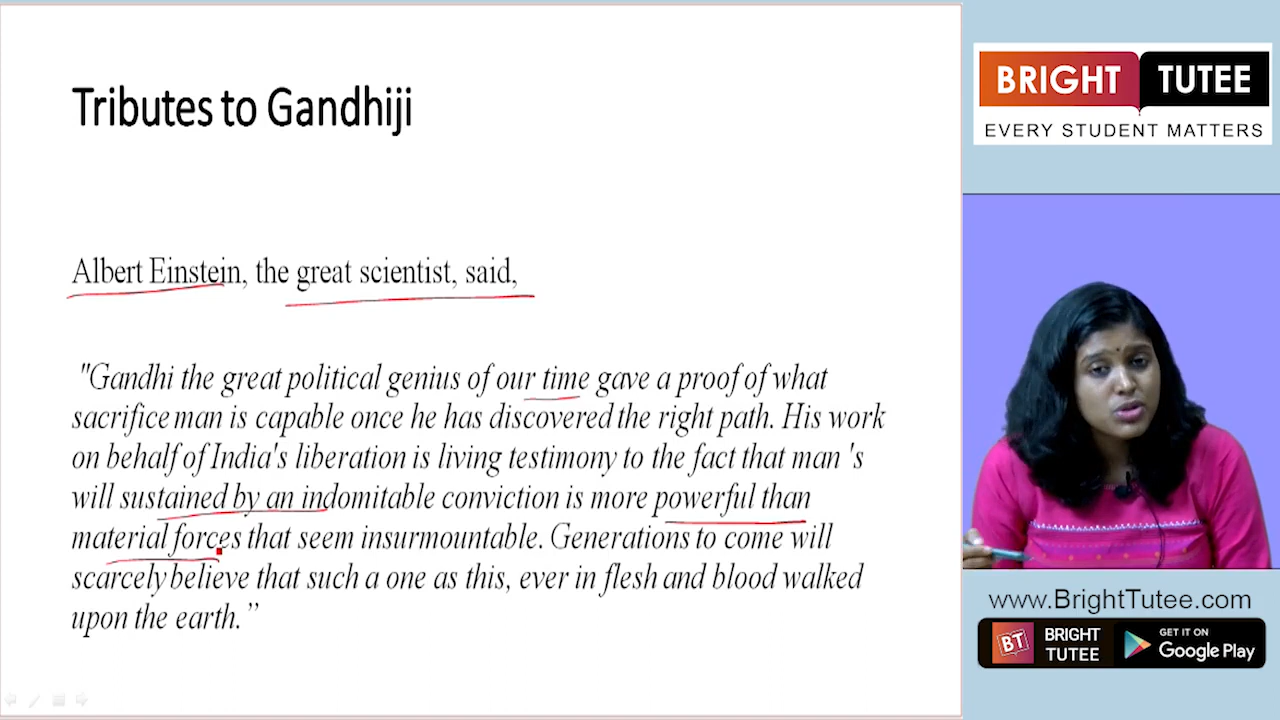 Tributes to Gandhiji
Albert Einstein, the great scientist, said,
"Gandhi the great political genius of our time gave a proof of what
sacrifice man is capable once he has discovered the right path. His work
on behalf of India's liberation is living testimony to the fact that man 's
will sustained by an indomitable conviction is more powerful than
material forces that seem insurmountable. Generations to come will
scarcely believe that such a one as this, ever in flesh and blood walked
upon the earth.”
BRIGHT TUTEE
EVERY STUDENT MATTERS
www.BrightTutee.com
BT
BRIGHT
TUTEE
GET IT ON
Google Play